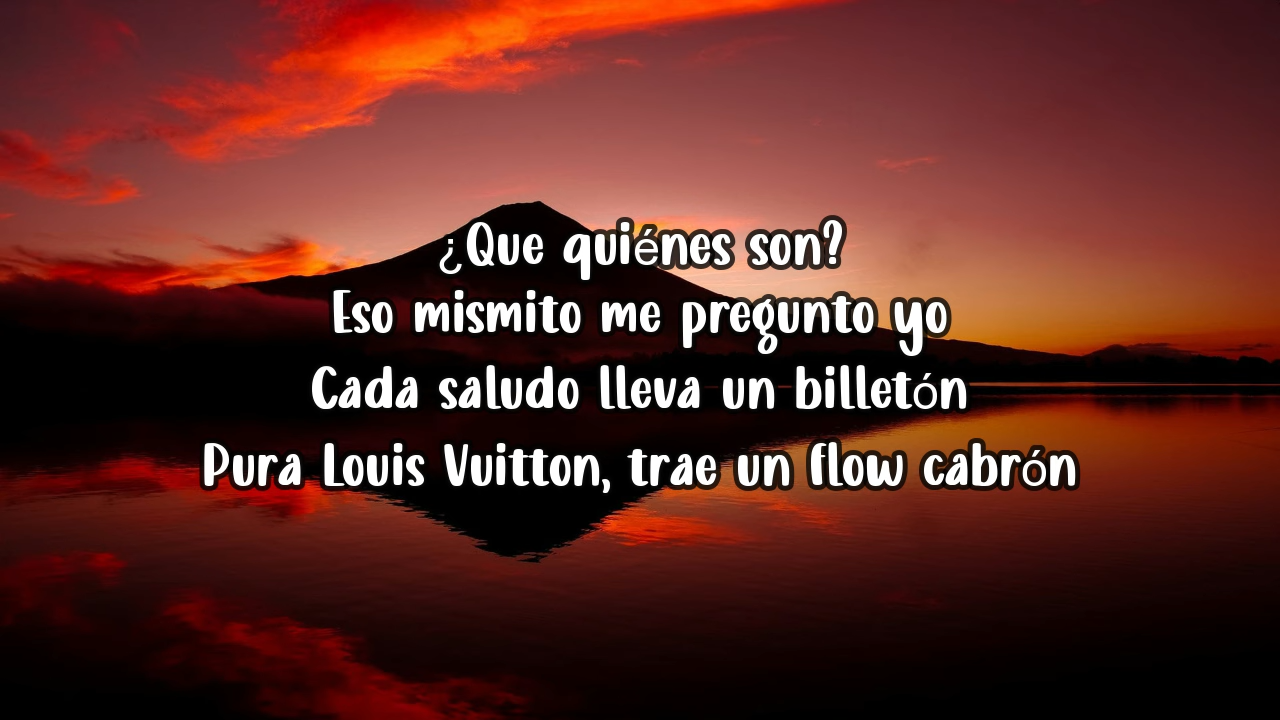 ¿Que quiénes son?
Eso mismito me pregunto yo
Cada saludo lleva un billetón
Pura Louis Vuitton, trae un flow cabrón